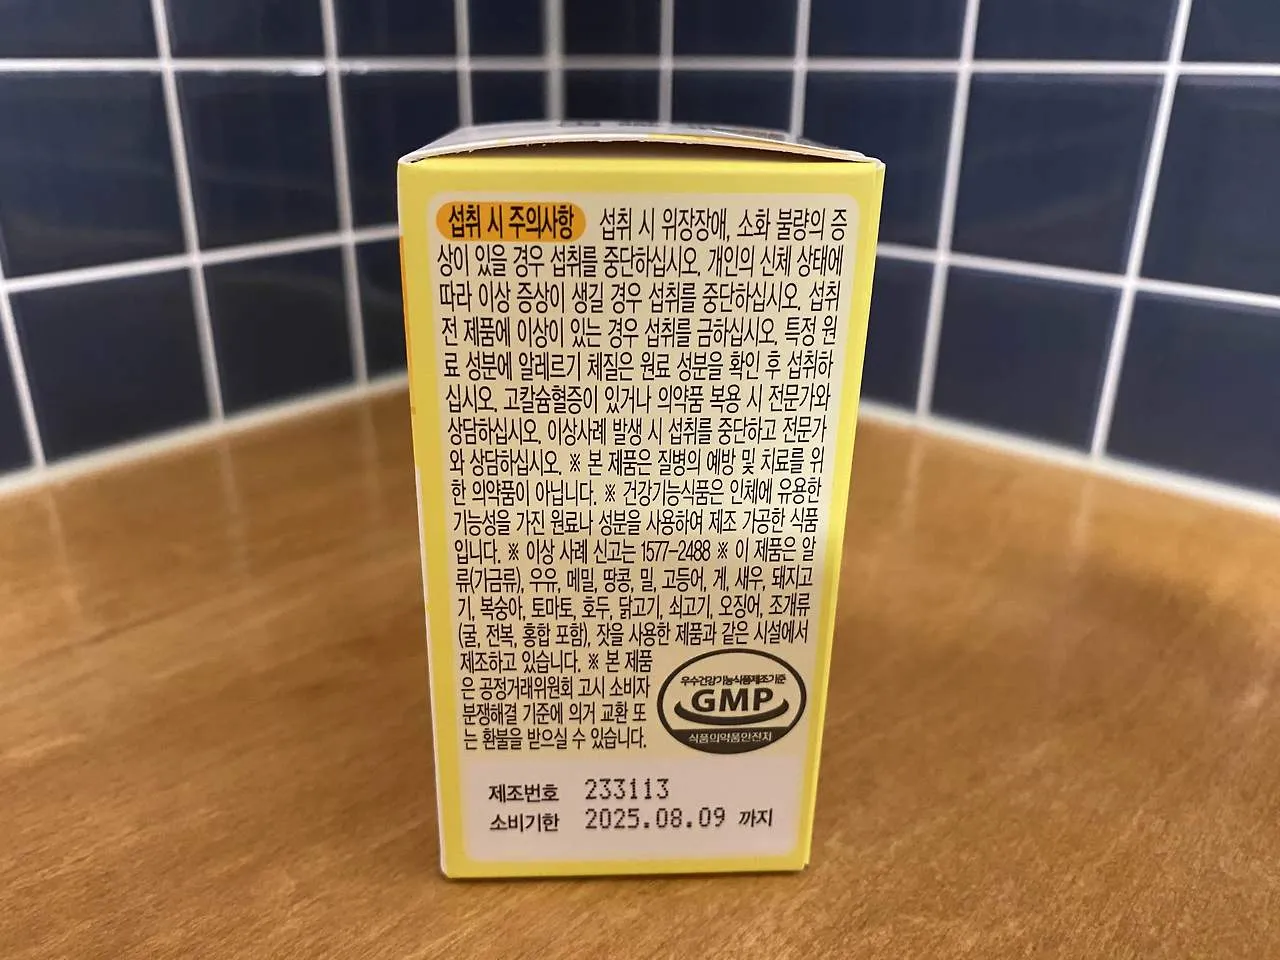 섭취 시 주의사항 섭취 시 위장장애, 소화 불량의 증
상이 있을 경우 섭취를 중단하십시오. 개인의 신체 상태에
따라 이상 증상이 생길 경우 섭취를 중단하십시오. 섭취
전 제품에 이상이 있는 경우 섭취를 금하십시오. 특정 원
료 성분에 알레르기 체질은 원료 성분을 확인 후 섭취하
십시오. 고칼슘혈증이 있거나 의약품 복용 시 전문가와
상담하십시오. 이상사례 발생 시 섭취를 중단하고 전문가
와 상담하십시오. ※ 본 제품은 질병의 예방 및 치료를 위
한 의약품이 아닙니다. ※ 건강기능식품은 인체에 유용한
기능성을 가진 원료나 성분을 사용하여 제조 가공한 식품
입니다. ※ 이상 사례 신고는 1577-2488 ※ 이 제품은 알
류(가금류), 우유, 메밀, 땅콩, 밀, 고등어, 게, 새우, 돼지고
기, 복숭아, 토마토, 호두, 닭고기, 쇠고기, 오징어, 조개류
(굴, 전복, 홍합 포함), 잣을 사용한 제품과 같은 시설에서
제조하고 있습니다. ※ 본 제품
은 공정거래위원회 고시 소비자
분쟁해결 기준에 의거 교환 또
는 환불을 받으실 수 있습니다.
우수건강기능식품제조기준
GMP
식품의약품안전처
제조번호 233113
소비기한 2025.08.09 까지